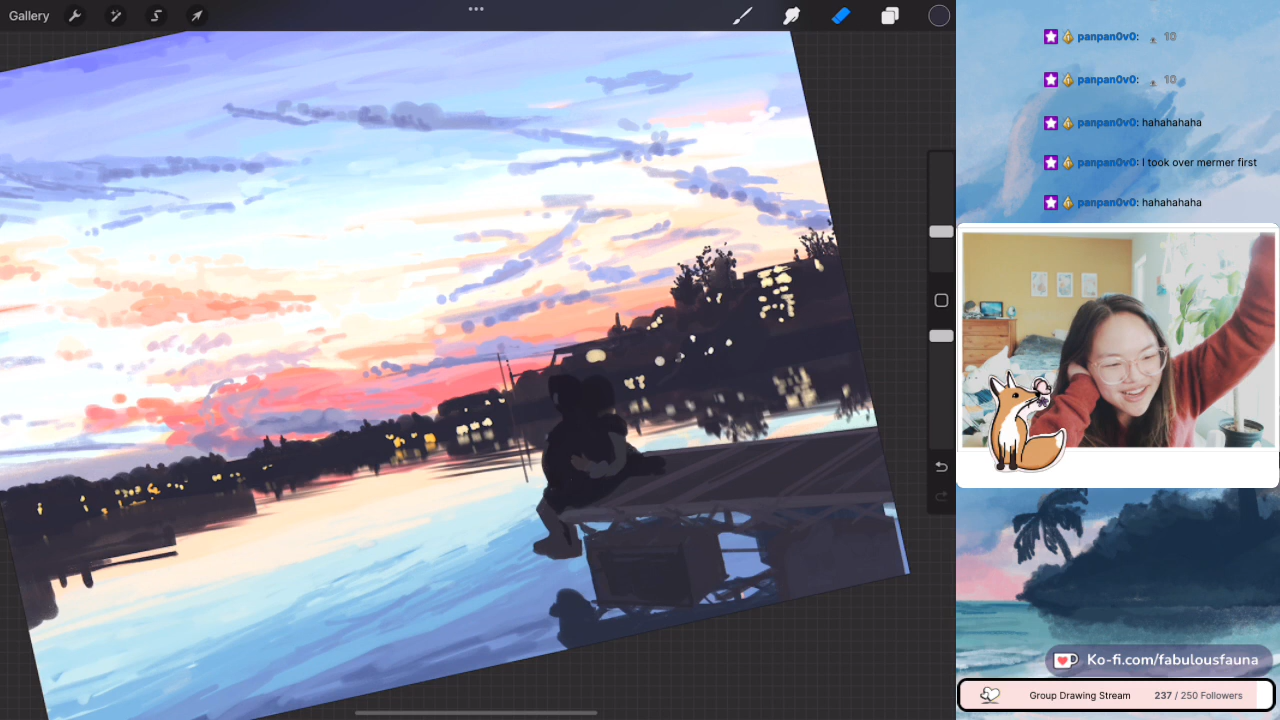 Gallery
panpan0v0: 10
panpan0v0: 10
panpan0v0: hahahahaha
panpan0v0: I took over mermer first
panpan0v0: hahahahaha
Ko-fi.com/fabulousfauna
Group Drawing Stream 237 / 250 Followers